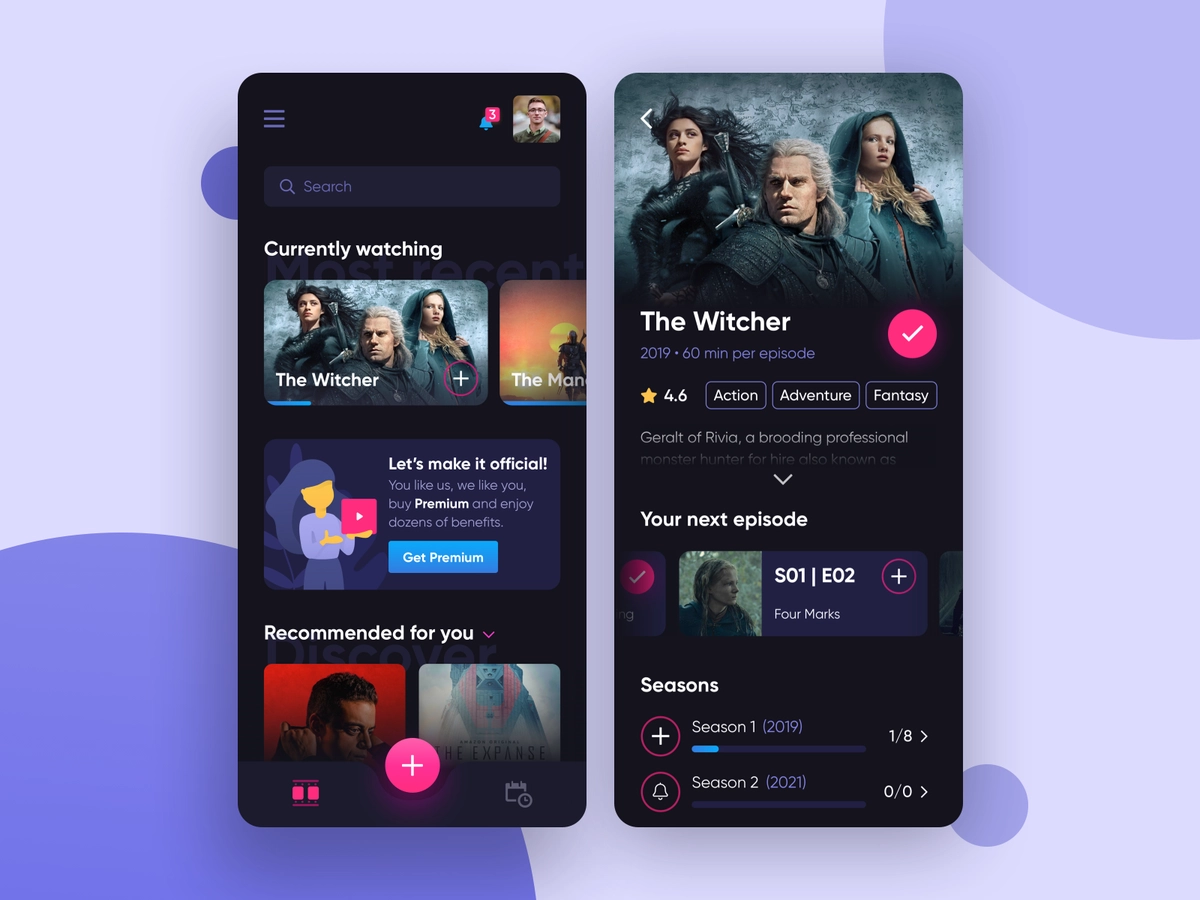 3
Search
Currently watching
Most recent
The Witcher
The Man
Let's make it official!
You like us, we like you,
buy Premium and enjoy
dozens of benefits.
Get Premium
Recommended for you
Discover
AMAZON ORIGINAL
THE EXPANSE
The Witcher
2019 • 60 min per episode
4.6
Action
Adventure
Fantasy
Geralt of Rivia, a brooding professional
monster hunter for hire also known as
Your next episode
ng
S01 | E02
Four Marks
Seasons
Season 1 (2019)
1/8
Season 2 (2021)
0/0